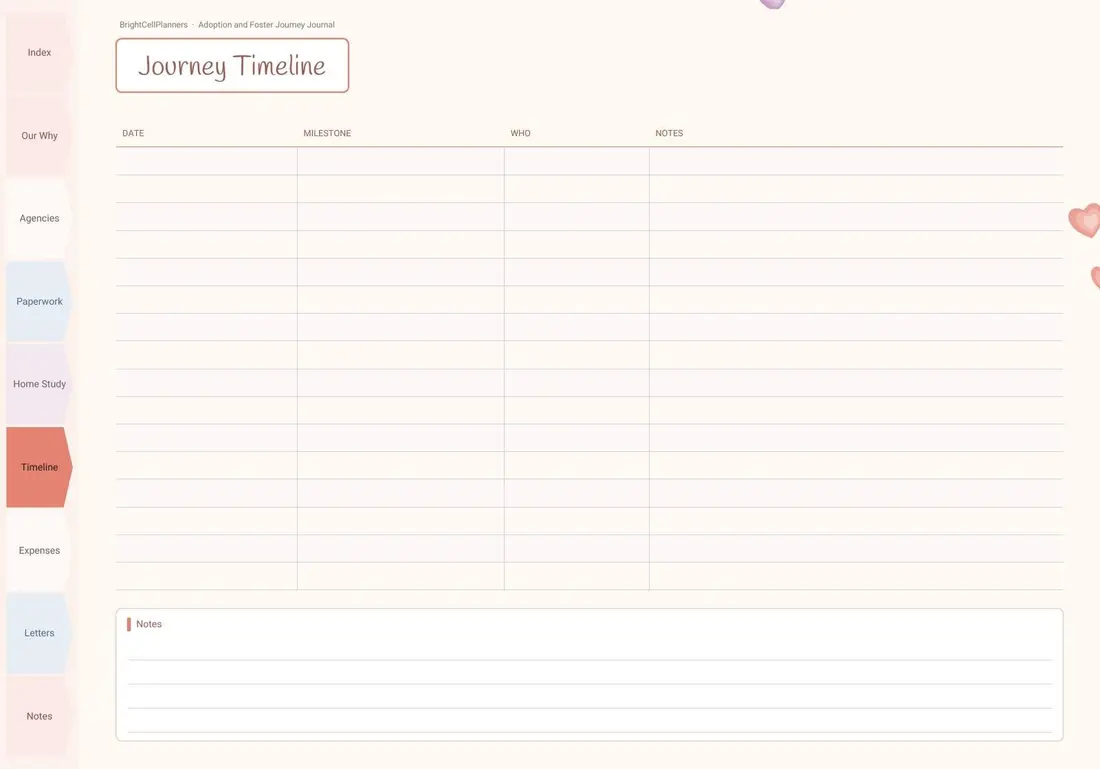 BrightCellPlanners · Adoption and Foster Journey Journal
Journey Timeline
Index
Our Why
Agencies
Paperwork
Home Study
Timeline
Expenses
Letters
Notes
DATE MILESTONE WHO NOTES
Notes